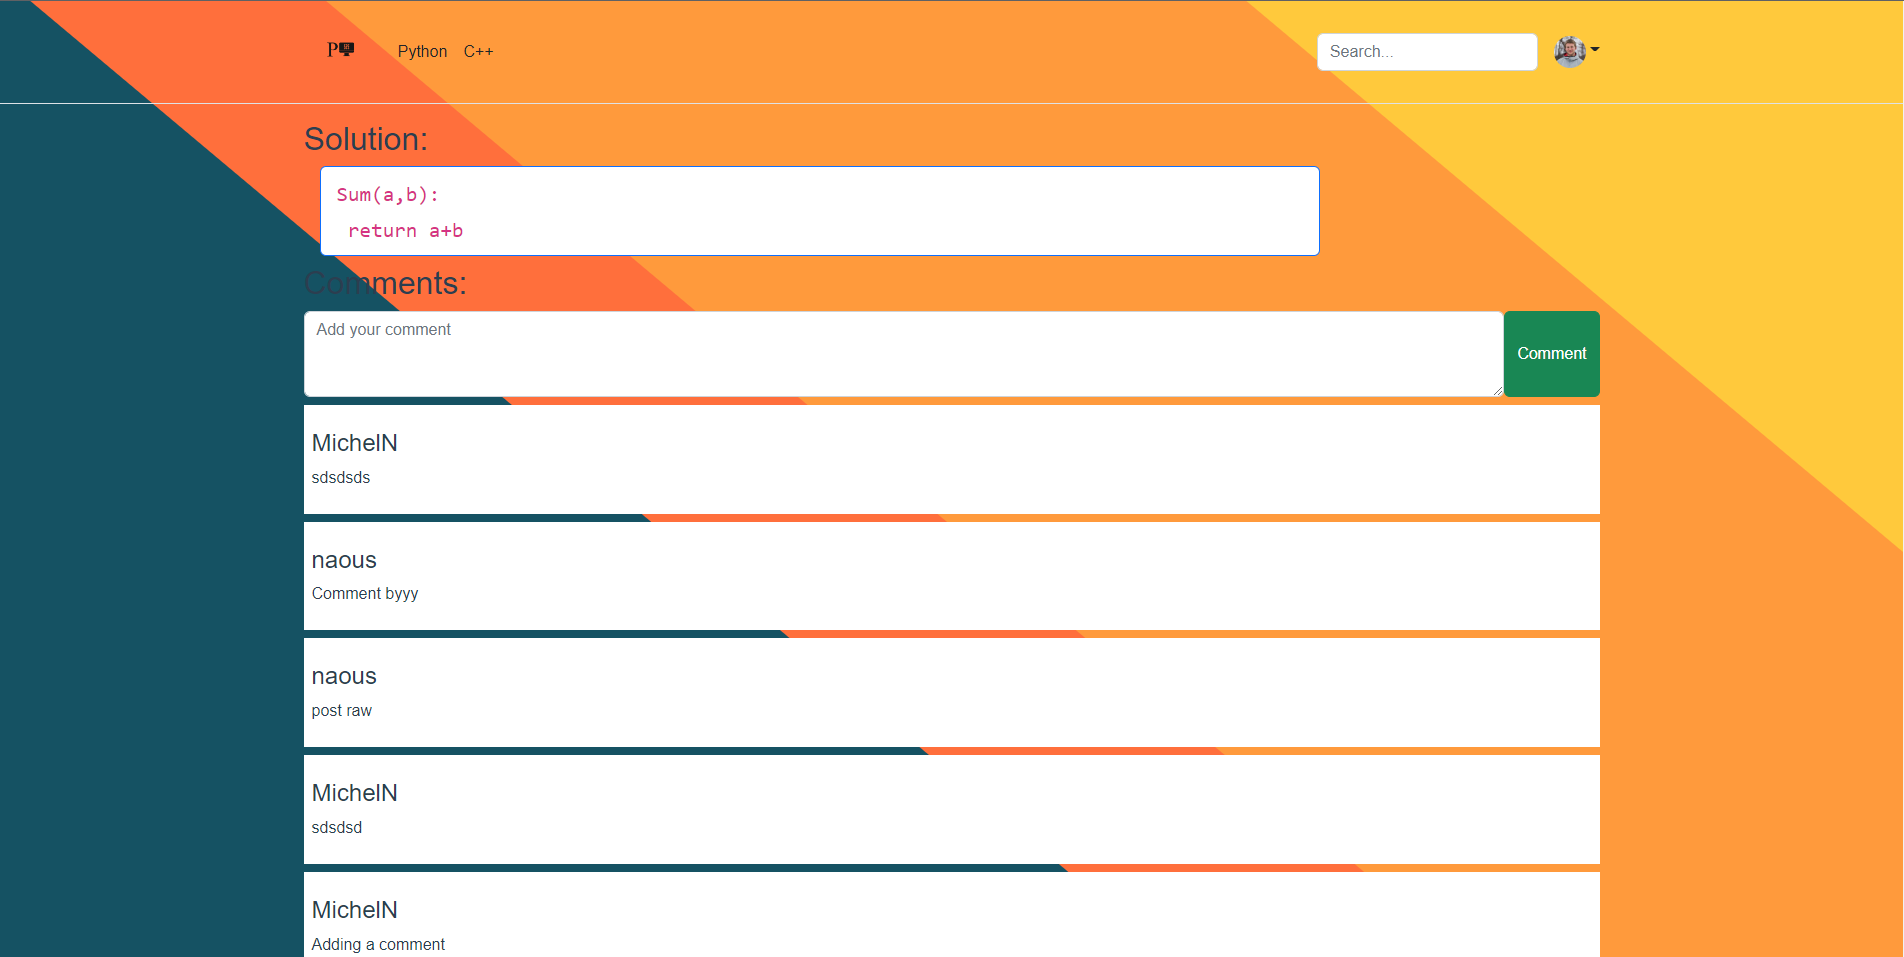 P
Python C++
Search...
Solution:
Sum(a,b):
return a+b
Comments:
Add your comment
Comment
MichelN
sdsdsds
naous
Comment byyy
naous
post raw
MichelN
sdsdsd
MichelN
Adding a comment